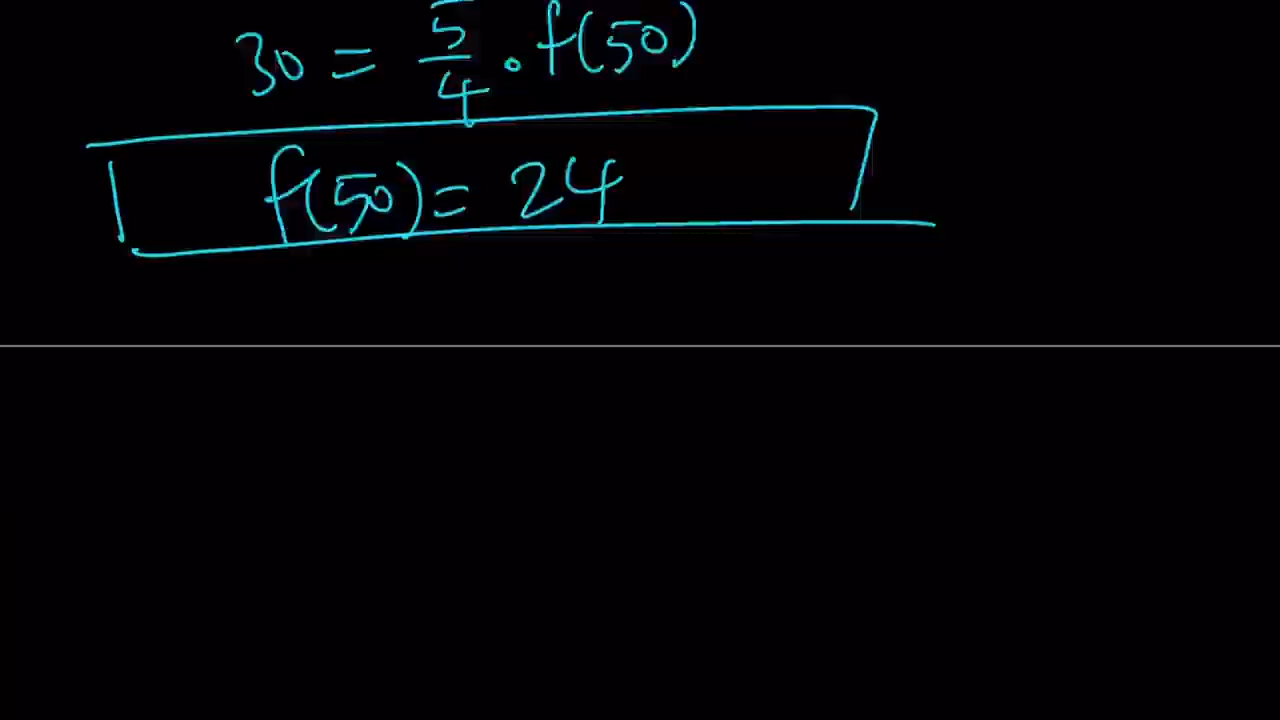 30 = 5/4 · f(50)
f(50) = 24